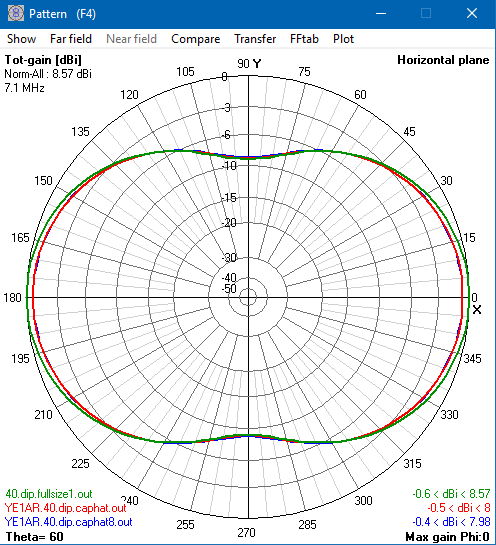 Pattern (F4)
Show Far field Near field Compare Transfer FFtab Plot
Tot-gain [dBi]
Horizontal plane
Norm-All : 8.57 dBi
7.1 MHz
90 Y
105
75
120
60
135
45
150
30
165
15
180
0
X
195
345
210
330
225
315
240
300
255
285
270
0
-3
-6
-10
-15
-20
-30
-40
-50
40.dip.fullsize1.out
-0.6 < dBi < 8.57
YE1AR.40.dip.caphat.out
-0.5 < dBi < 8
YE1AR.40.dip.caphat8.out
-0.4 < dBi < 7.98
Theta= 60
Max gain Phi:0